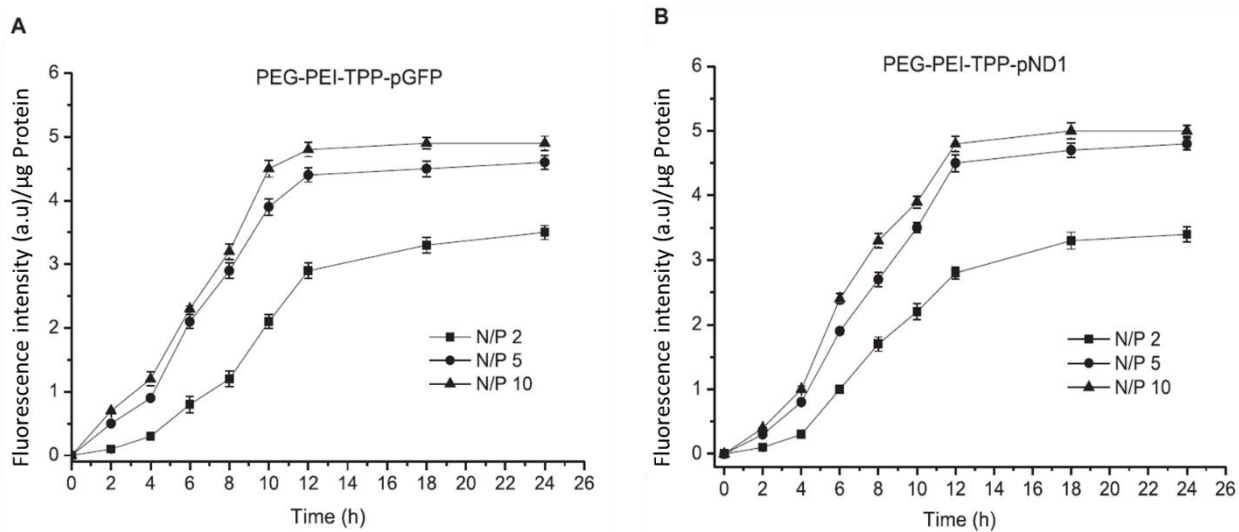 A
PEG-PEI-TPP-pGFP
Fluorescence intensity (a.u)/µg Protein
6
5
4
3
2
1
0
N/P 2
N/P 5
N/P 10
0 2 4 6 8 10 12 14 16 18 20 22 24 26
Time (h)
B
PEG-PEI-TPP-pND1
Fluorescence intensity (a.u)/µg Protein
6
5
4
3
2
1
0
N/P 2
N/P 5
N/P 10
0 2 4 6 8 10 12 14 16 18 20 22 24 26
Time (h)